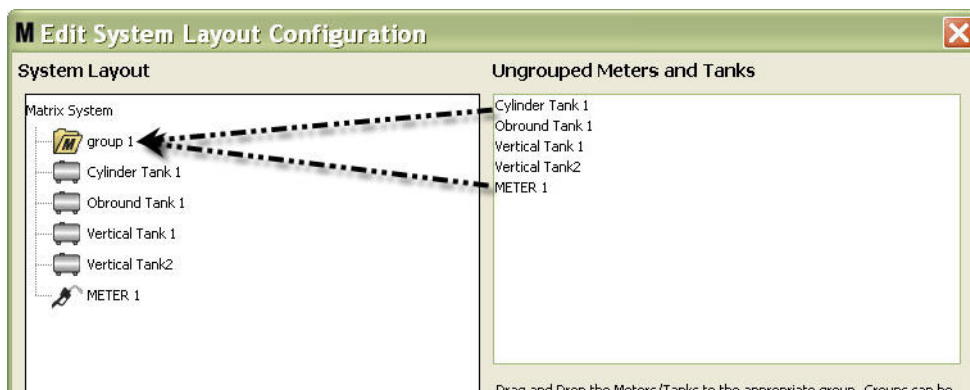 M Edit System Layout Configuration
System Layout
Matrix System
M group 1
Cylinder Tank 1
Obround Tank 1
Vertical Tank 1
Vertical Tank2
METER 1
Ungrouped Meters and Tanks
Cylinder Tank 1
Obround Tank 1
Vertical Tank 1
Vertical Tank2
METER 1
Drag and Drop the Meters/Tanks to the appropriate group. Groups can be